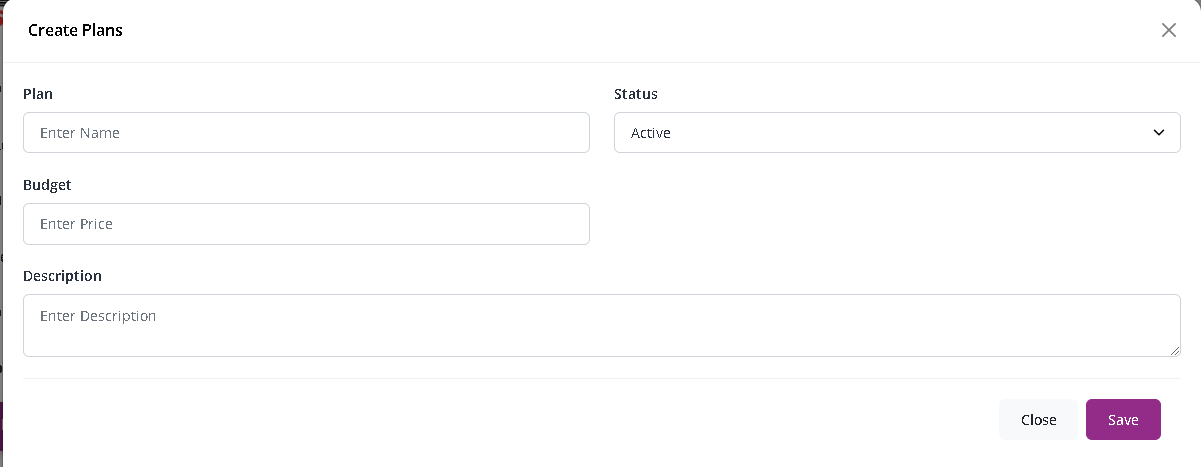 Create Plans
Plan
Status
Enter Name
Active
Budget
Enter Price
Description
Enter Description
Close
Save